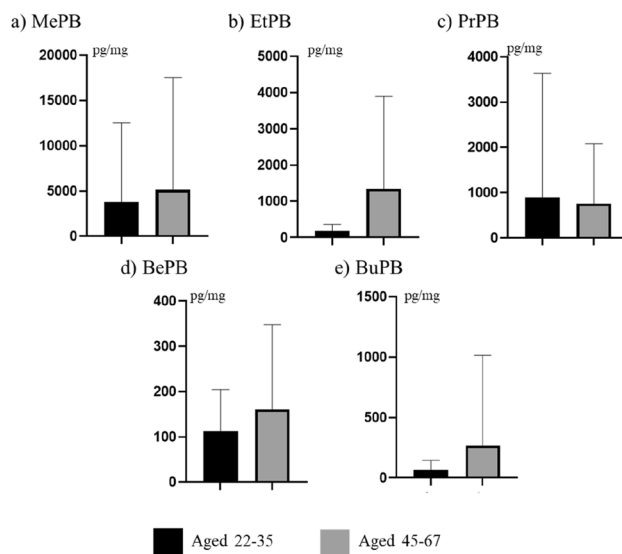 a) MePB
pg/mg
20000
15000
10000
5000
0
b) EtPB
pg/mg
5000
4000
3000
2000
1000
0
c) PrPB
pg/mg
4000
3000
2000
1000
0
d) BePB
pg/mg
400
300
200
100
0
e) BuPB
pg/mg
1500
1000
500
0
Aged 22-35
Aged 45-67